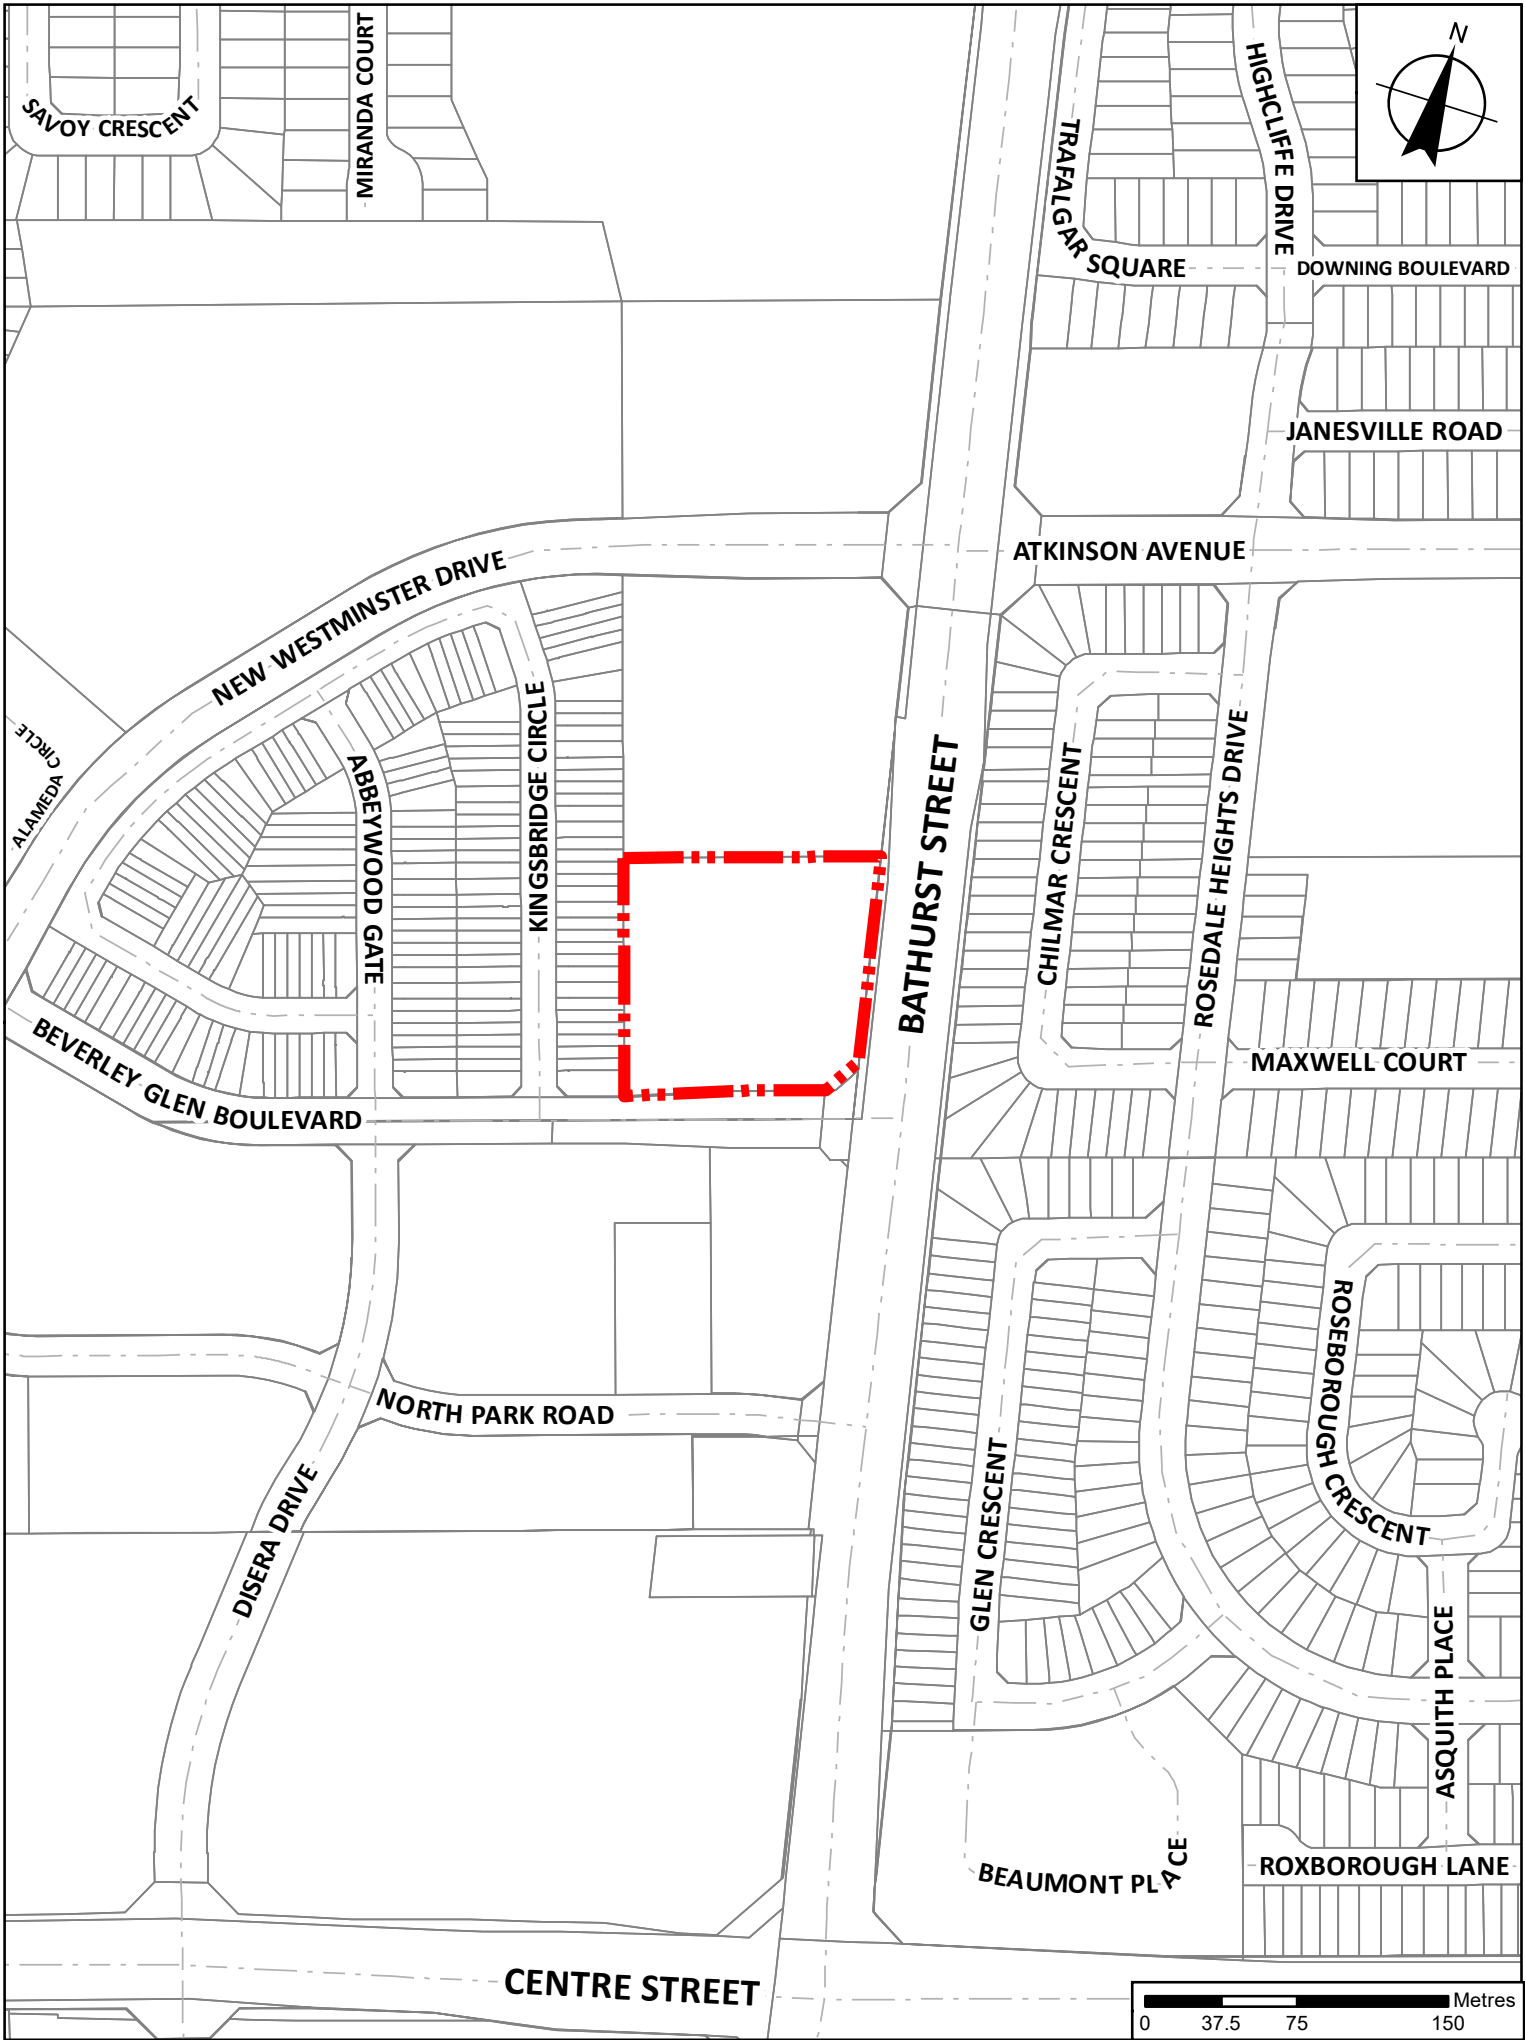 N
SAVOY CRESCENT
MIRANDA COURT
HIGHCLIFFE DRIVE
TRAFALGAR SQUARE
DOWNING BOULEVARD
JANESVILLE ROAD
ATKINSON AVENUE
NEW WESTMINSTER DRIVE
ALAMEDA CIRCLE
ABBEYWOOD GATE
KINGSBRIDGE CIRCLE
BATHURST STREET
CHILMAR CRESCENT
ROSEDALE HEIGHTS DRIVE
MAXWELL COURT
BEVERLEY GLEN BOULEVARD
NORTH PARK ROAD
DISERA DRIVE
GLEN CRESCENT
ROSEBOROUGH CRESCENT
ASQUITH PLACE
BEAUMONT PLACE
ROXBOROUGH LANE
CENTRE STREET
Metres
0 37.5 75 150